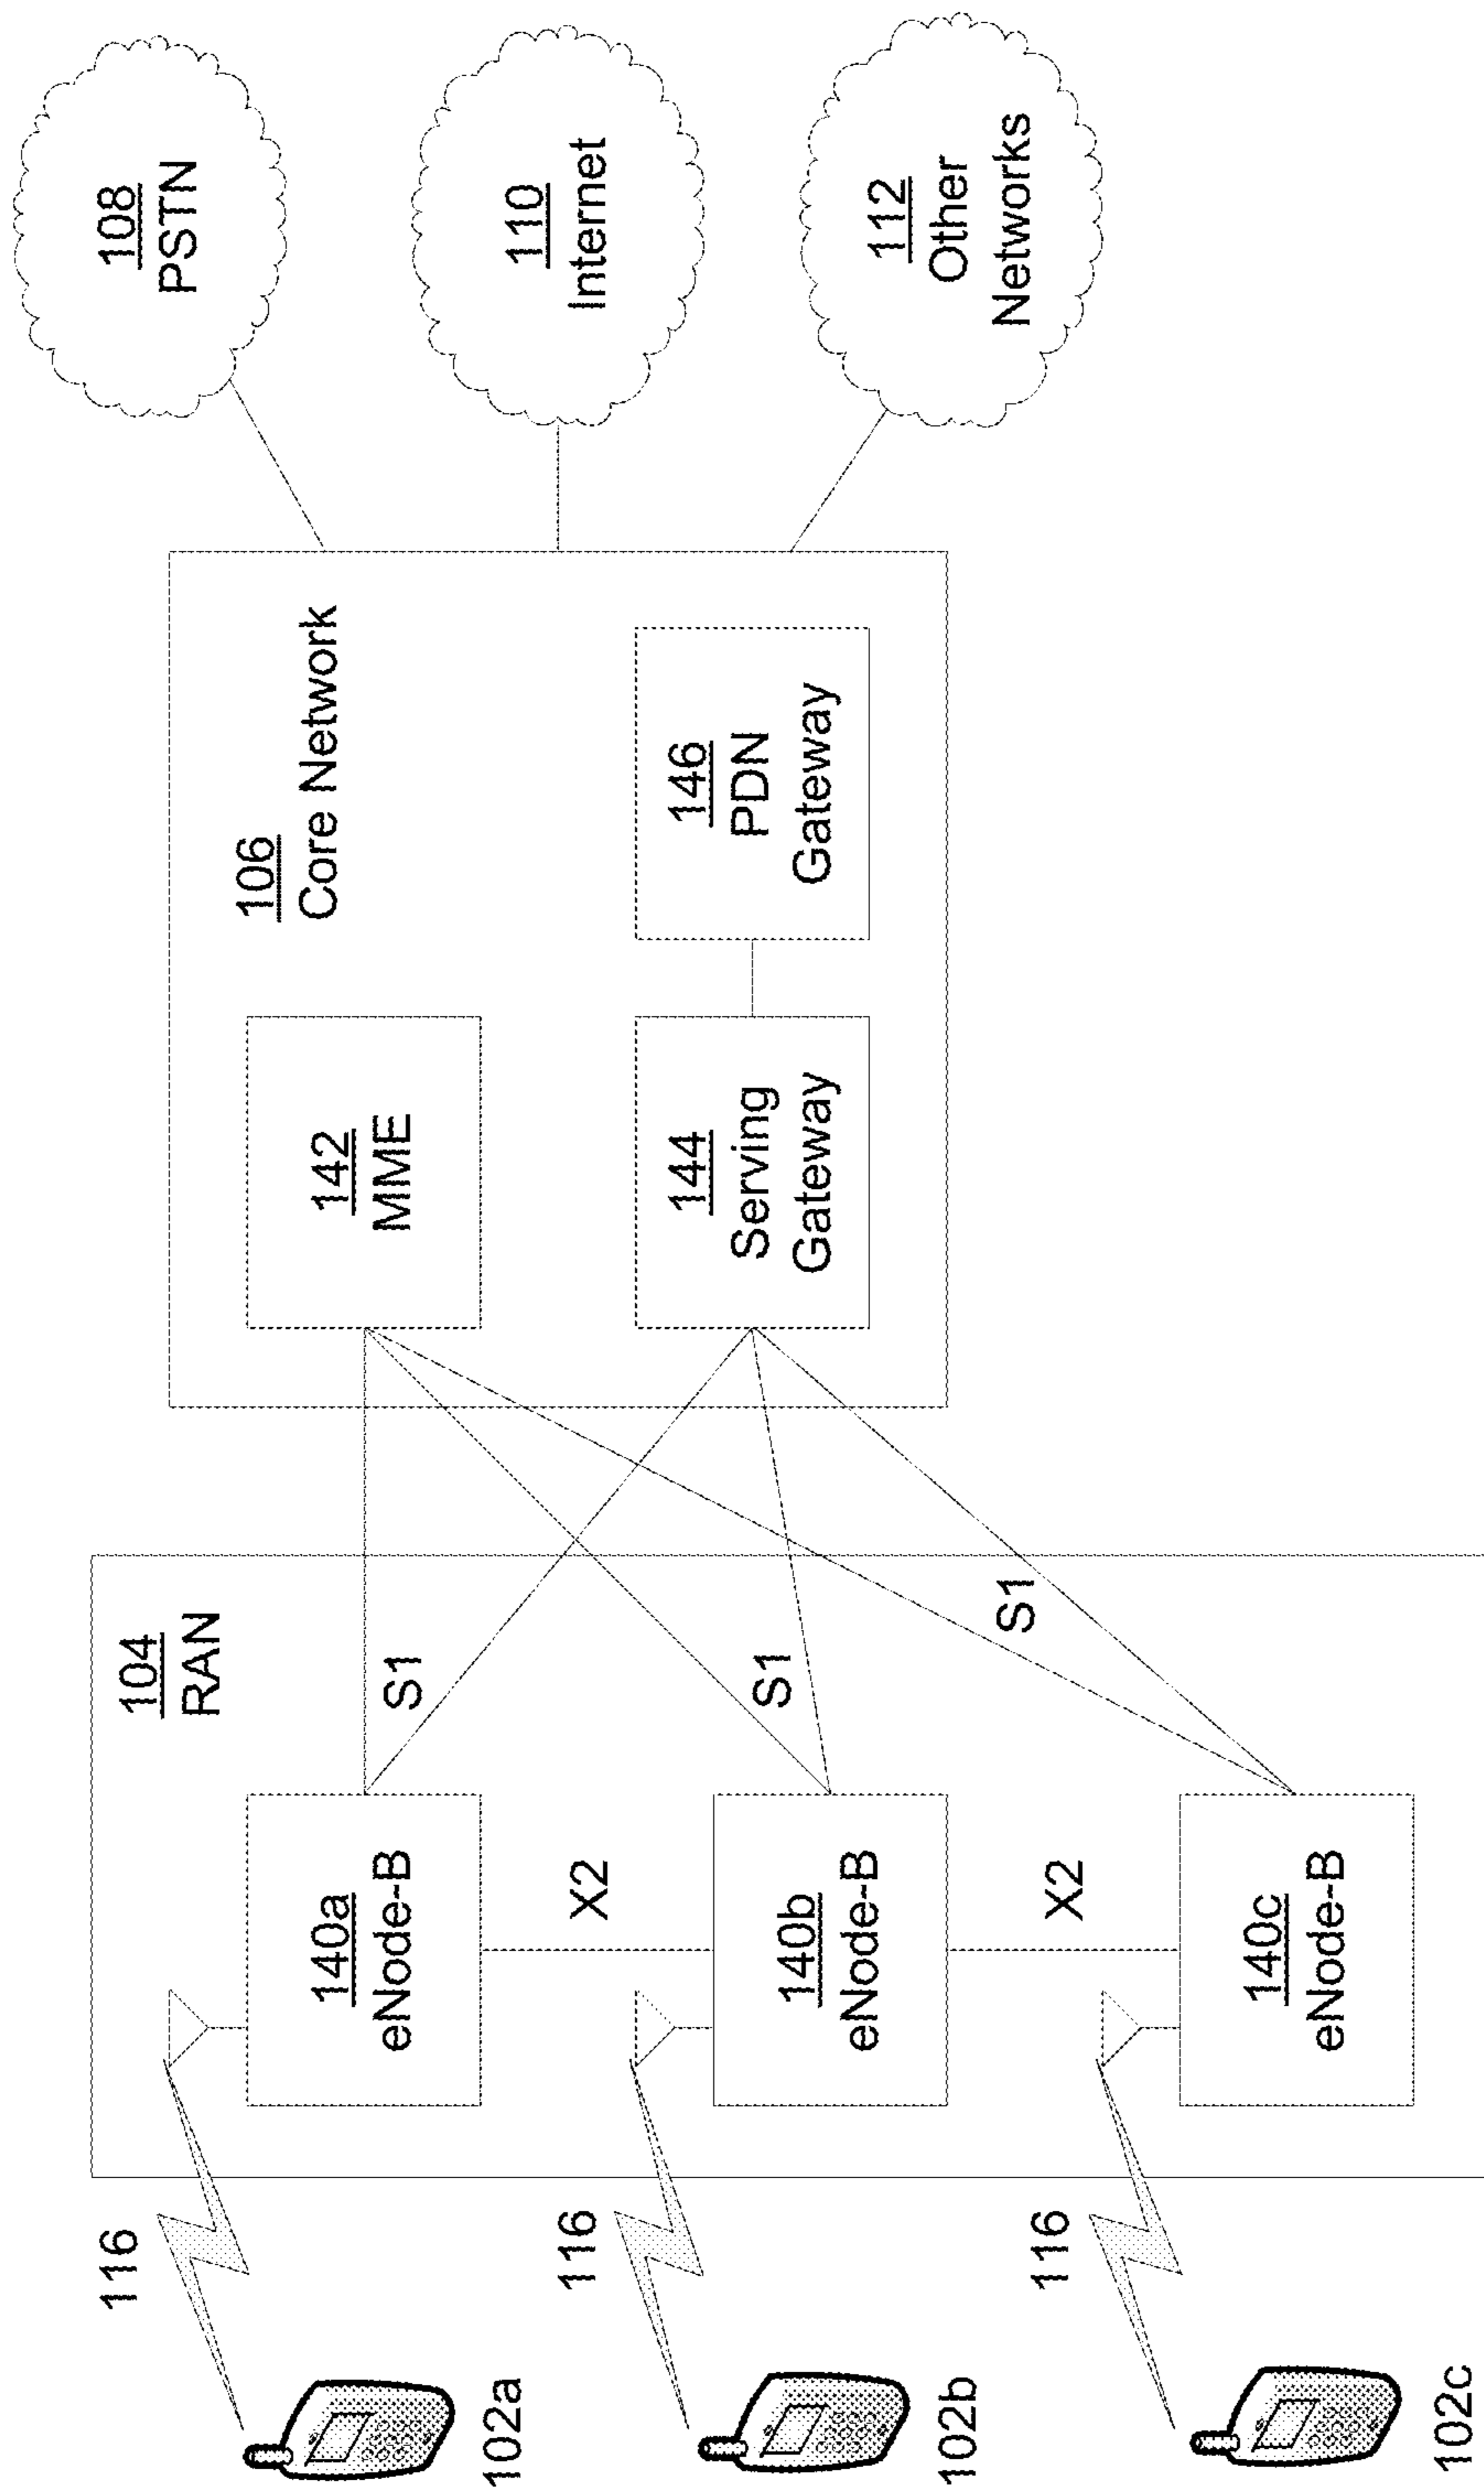 116
102a
104
RAN
140a
eNode-B
S1
X2
116
102b
140b
eNode-B
S1
X2
116
102c
140c
eNode-B
S1
106
Core Network
142
MME
144
Serving
Gateway
146
PDN
Gateway
108
PSTN
110
Internet
112
Other
Networks